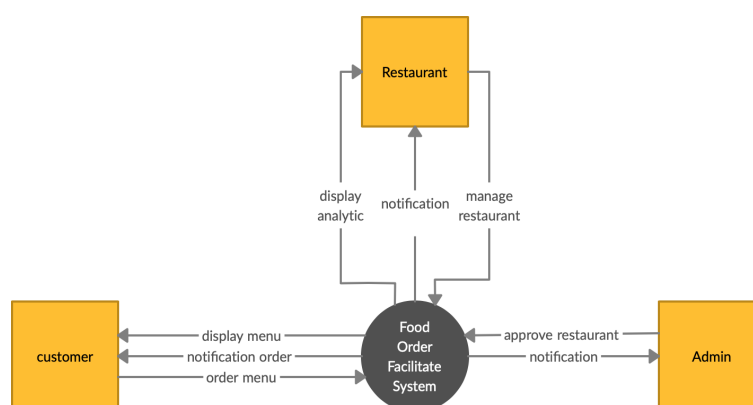 Restaurant
display
analytic
notification
manage
restaurant
display menu
notification order
order menu
customer
Food
Order
Facilitate
System
approve restaurant
notification
Admin